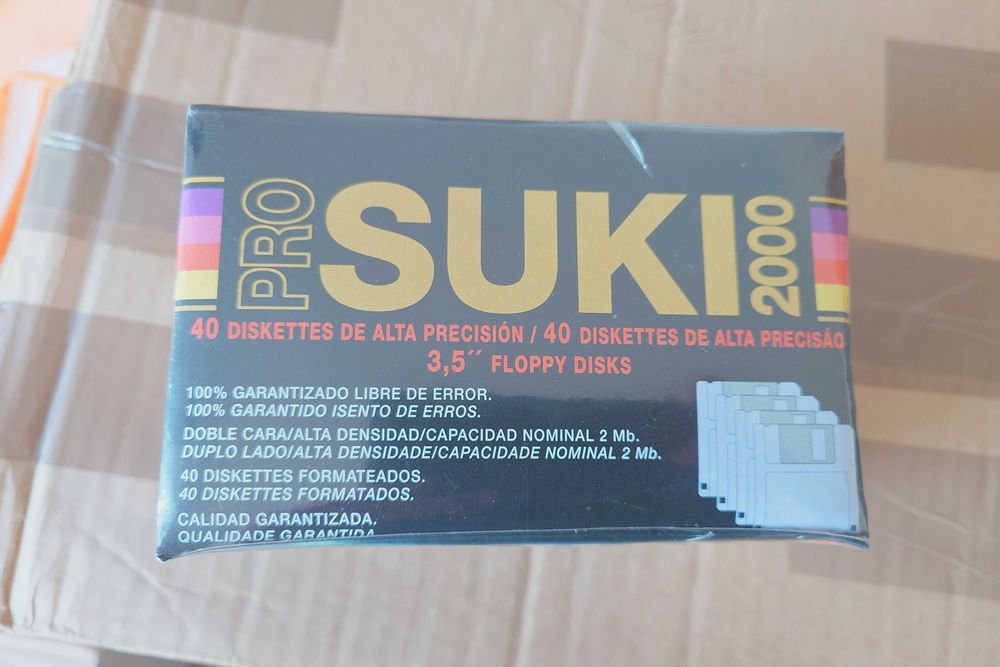 PRO SUKI 2000
40 DISKETTES DE ALTA PRECISIÓN / 40 DISKETTES DE ALTA PRECISÃO
3,5´´ FLOPPY DISKS
100% GARANTIZADO LIBRE DE ERROR.
100% GARANTIDO ISENTO DE ERROS.
DOBLE CARA/ALTA DENSIDAD/CAPACIDAD NOMINAL 2 Mb.
DUPLO LADO/ALTA DENSIDADE/CAPACIDADE NOMINAL 2 Mb.
40 DISKETTES FORMATEADOS.
40 DISKETTES FORMATADOS.
CALIDAD GARANTIZADA.
QUALIDADE GARANTIDA